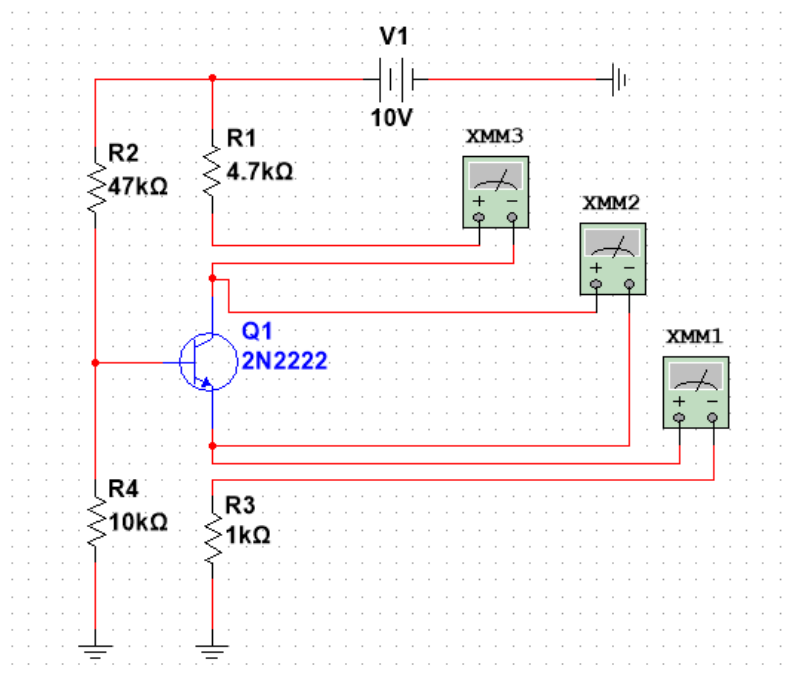 V1
10V
R1
4.7kΩ
R2
47kΩ
XMM3
+ −
XMM2
+ −
Q1
2N2222
XMM1
+ −
R4
10kΩ
R3
1kΩ